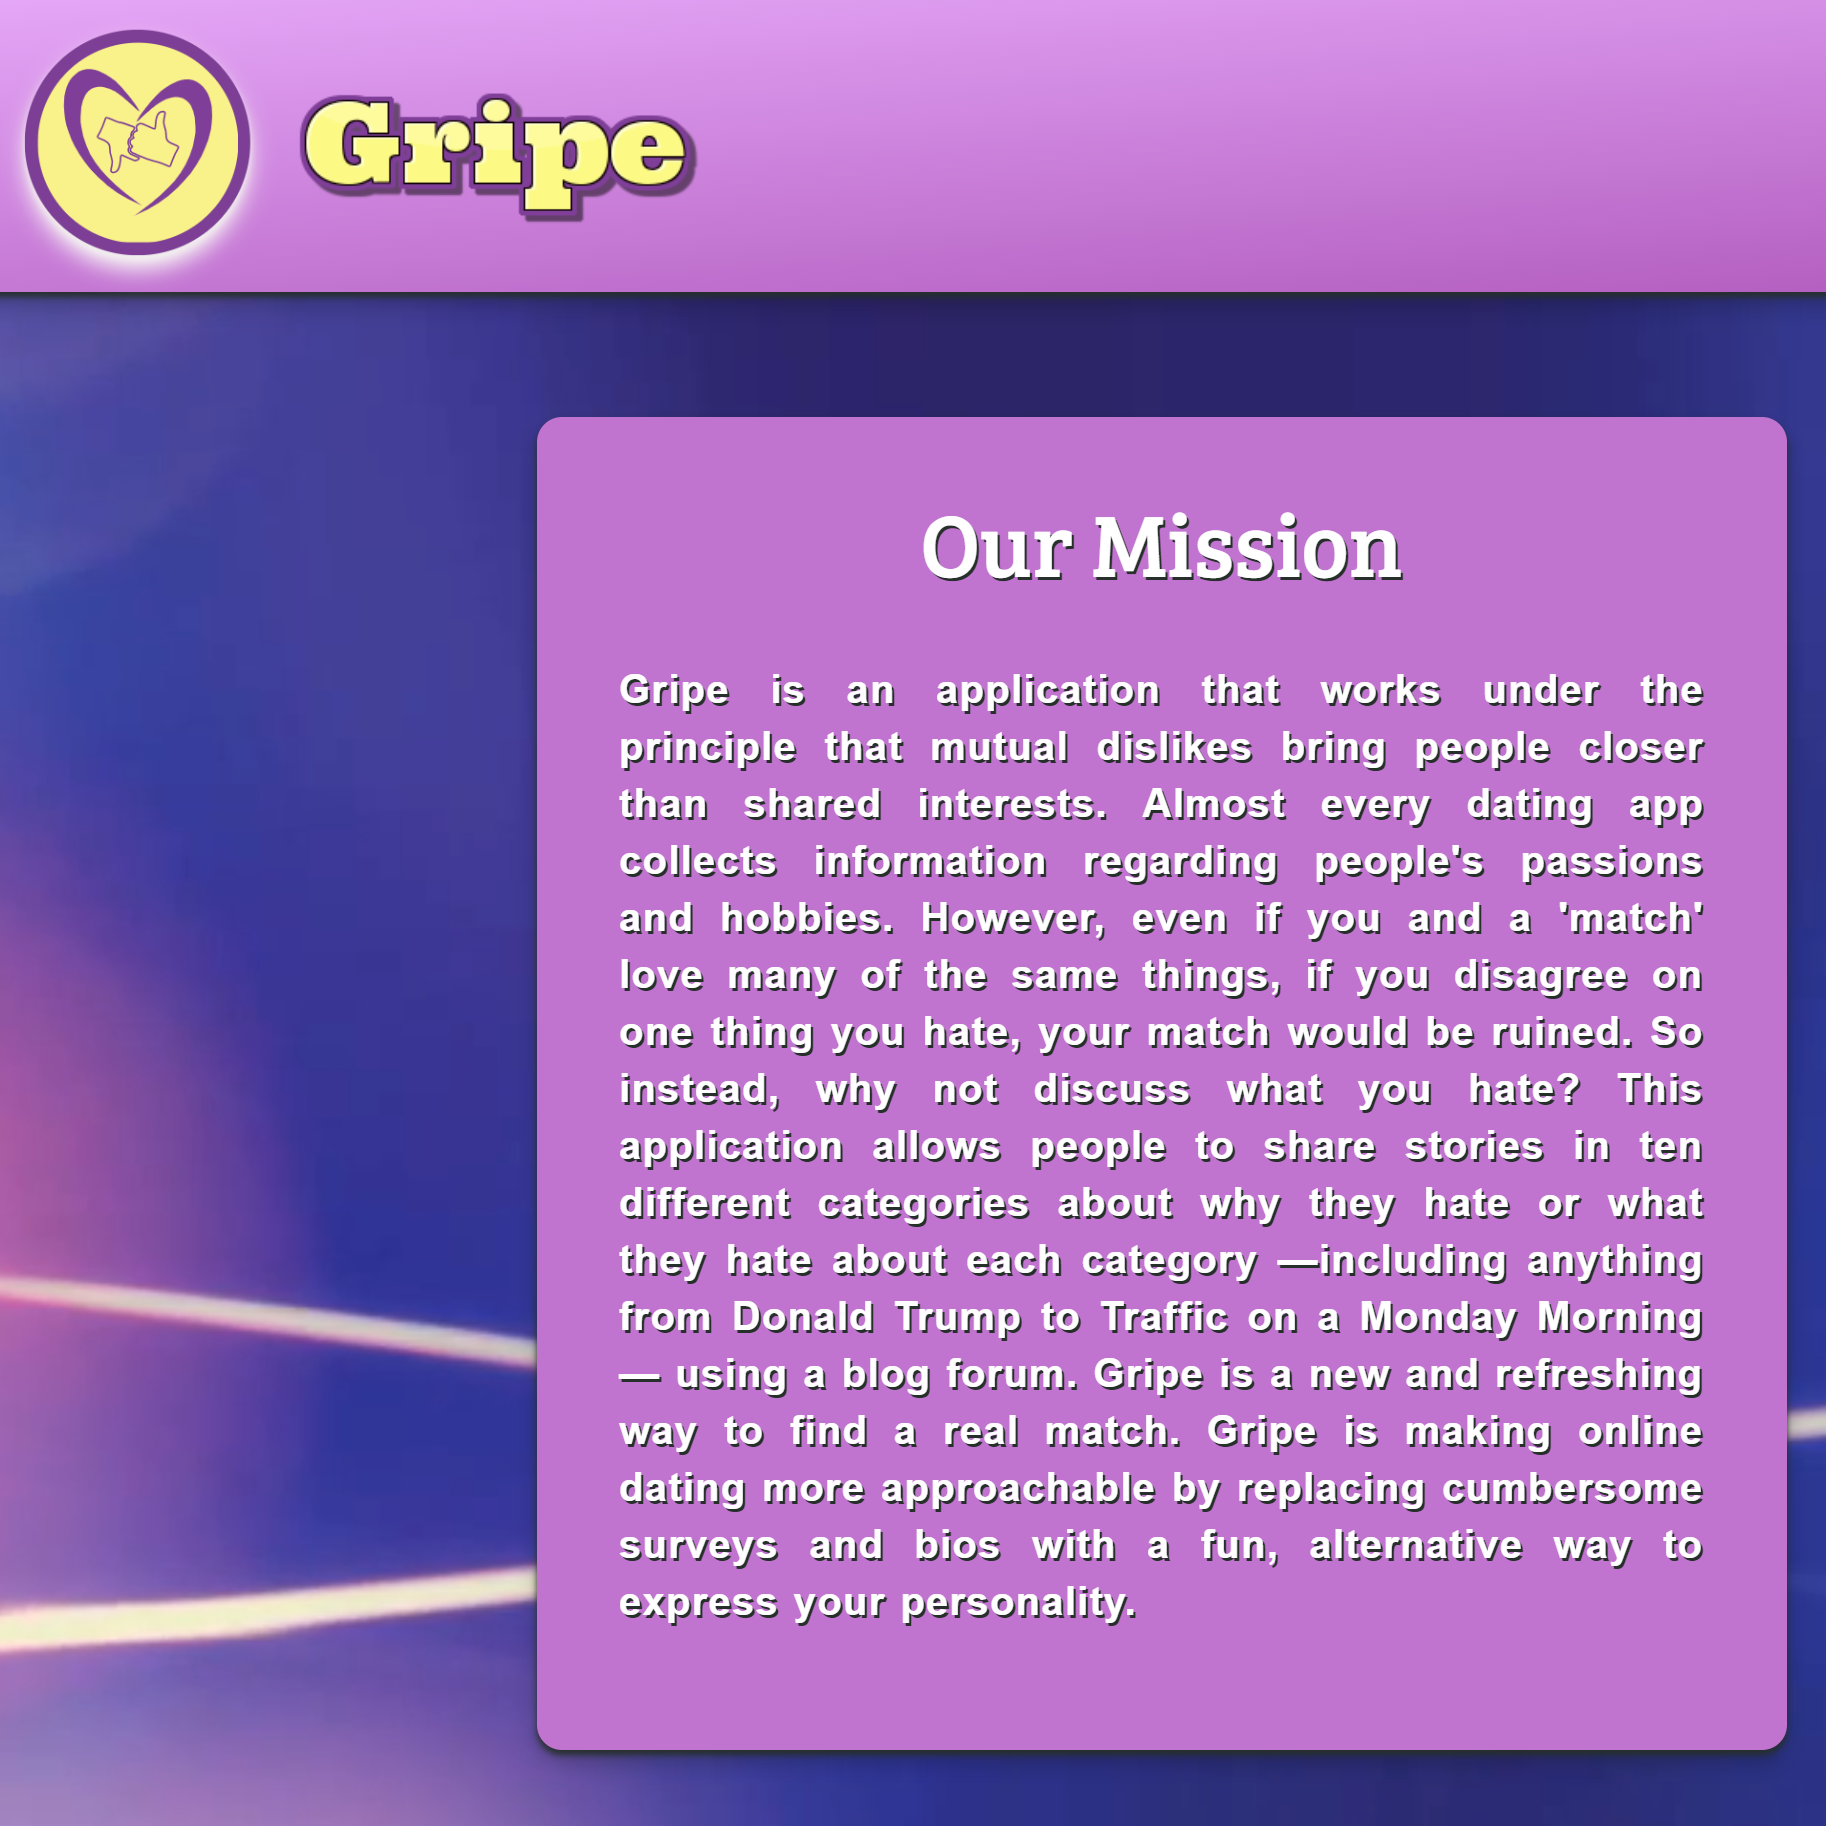 Gripe
Our Mission
Gripe is an application that works under the
principle that mutual dislikes bring people closer
than shared interests. Almost every dating app
collects information regarding people's passions
and hobbies. However, even if you and a 'match'
love many of the same things, if you disagree on
one thing you hate, your match would be ruined. So
instead, why not discuss what you hate? This
application allows people to share stories in ten
different categories about why they hate or what
they hate about each category —including anything
from Donald Trump to Traffic on a Monday Morning
— using a blog forum. Gripe is a new and refreshing
way to find a real match. Gripe is making online
dating more approachable by replacing cumbersome
surveys and bios with a fun, alternative way to
express your personality.